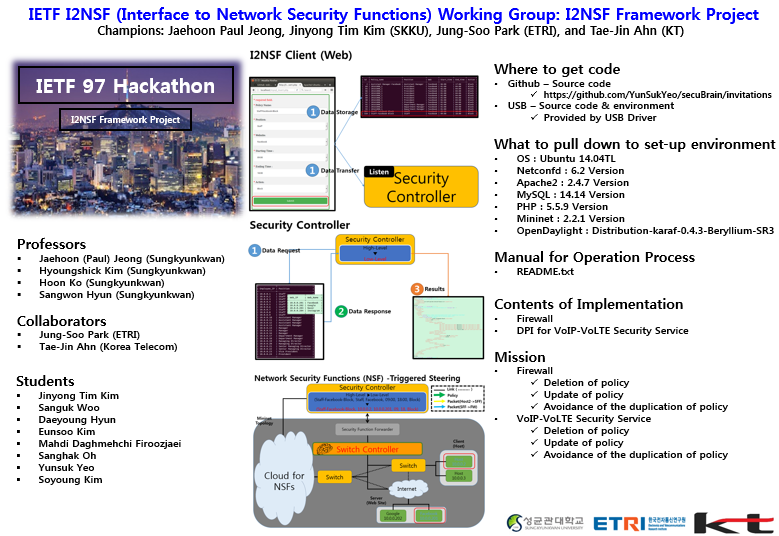 IETF I2NSF (Interface to Network Security Functions) Working Group: I2NSF Framework Project
Champions: Jaehoon Paul Jeong, Jinyong Tim Kim (SKKU), Jung-Soo Park (ETRI), and Tae-Jin Ahn (KT)
IETF 97 Hackathon
I2NSF Framework Project
Professors
▪ Jaehoon (Paul) Jeong (Sungkyunkwan)
▪ Hyoungshick Kim (Sungkyunkwan)
▪ Hoon Ko (Sungkyunkwan)
▪ Sangwon Hyun (Sungkyunkwan)
Collaborators
▪ Jung-Soo Park (ETRI)
▪ Tae-Jin Ahn (Korea Telecom)
Students
▪ Jinyong Tim Kim
▪ Sanguk Woo
▪ Daeyoung Hyun
▪ Eunsoo Kim
▪ Mahdi Daghmehchi Firoozjaei
▪ Sanghak Oh
▪ Yunsuk Yeo
▪ Soyoung Kim
I2NSF Client (Web)
1 Data Storage
1 Data Transfer
Listen
Security
Controller
Security Controller
1 Data Request
Security Controller
High-Level
3 Results
2 Data Response
Network Security Functions (NSF) -Triggered Steering
Security Controller
Mininet
Topology
Policy
Security Function Forwarder
Switch Controller
Client
(Host)
Switch
Switch
Cloud for
NSFs
Internet
Server
(Web Site)
Google
Where to get code
• Github – Source code
✓ https://github.com/YunSukYeo/secuBrain/invitations
• USB – Source code & environment
✓ Provided by USB Driver
What to pull down to set-up environment
• OS : Ubuntu 14.04TL
• Netconfd : 6.2 Version
• Apache2 : 2.4.7 Version
• MySQL : 14.14 Version
• PHP : 5.5.9 Version
• Mininet : 2.2.1 Version
• OpenDaylight : Distribution-karaf-0.4.3-Beryllium-SR3
Manual for Operation Process
• README.txt
Contents of Implementation
• Firewall
• DPI for VoIP-VoLTE Security Service
Mission
• Firewall
✓ Deletion of policy
✓ Update of policy
✓ Avoidance of the duplication of policy
• VoIP-VoLTE Security Service
✓ Deletion of policy
✓ Update of policy
✓ Avoidance of the duplication of policy
성균관대학교
SUNGKYUNKWAN UNIVERSITY
ETRI 한국전자통신연구원
kt